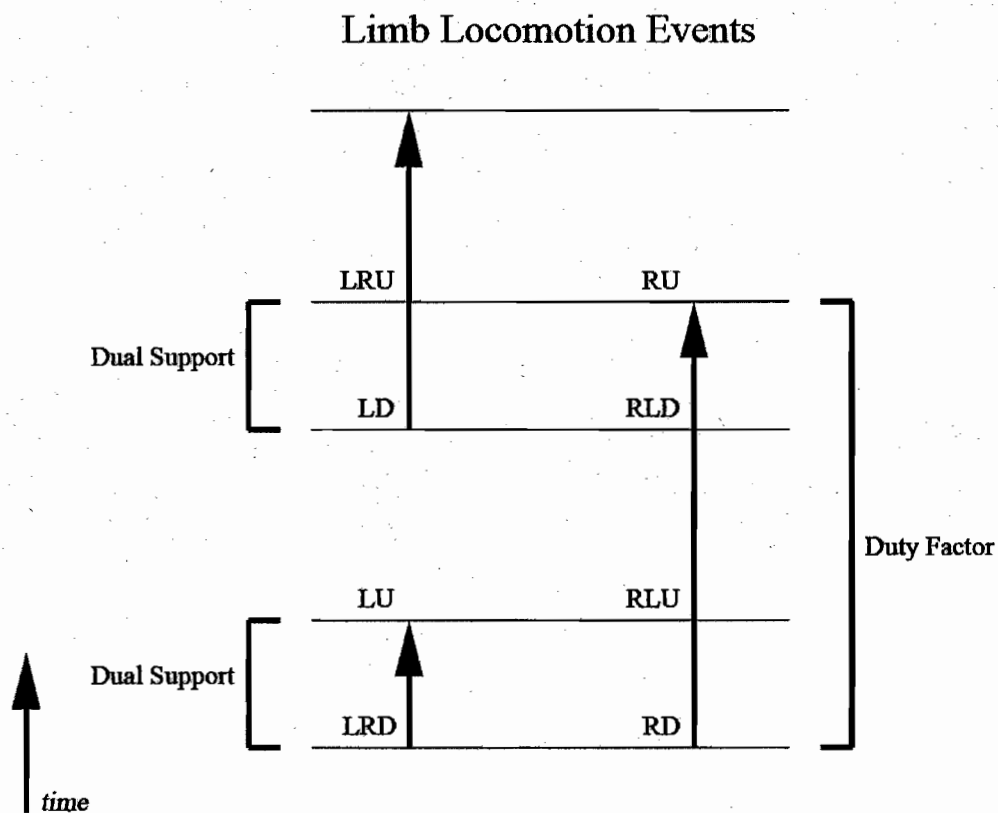 Limb Locomotion Events
LRU
RU
Dual Support
LD
RLD
Duty Factor
LU
RLU
Dual Support
LRD
RD
time